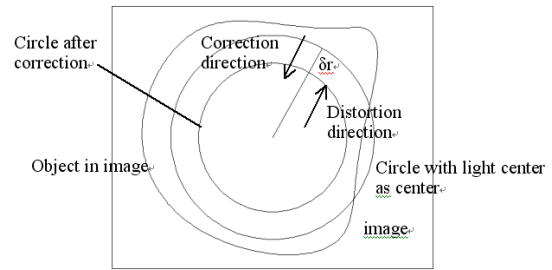 Circle after
correction
Correction
direction
δr
Distortion
direction
Object in image
Circle with light center
as center
image